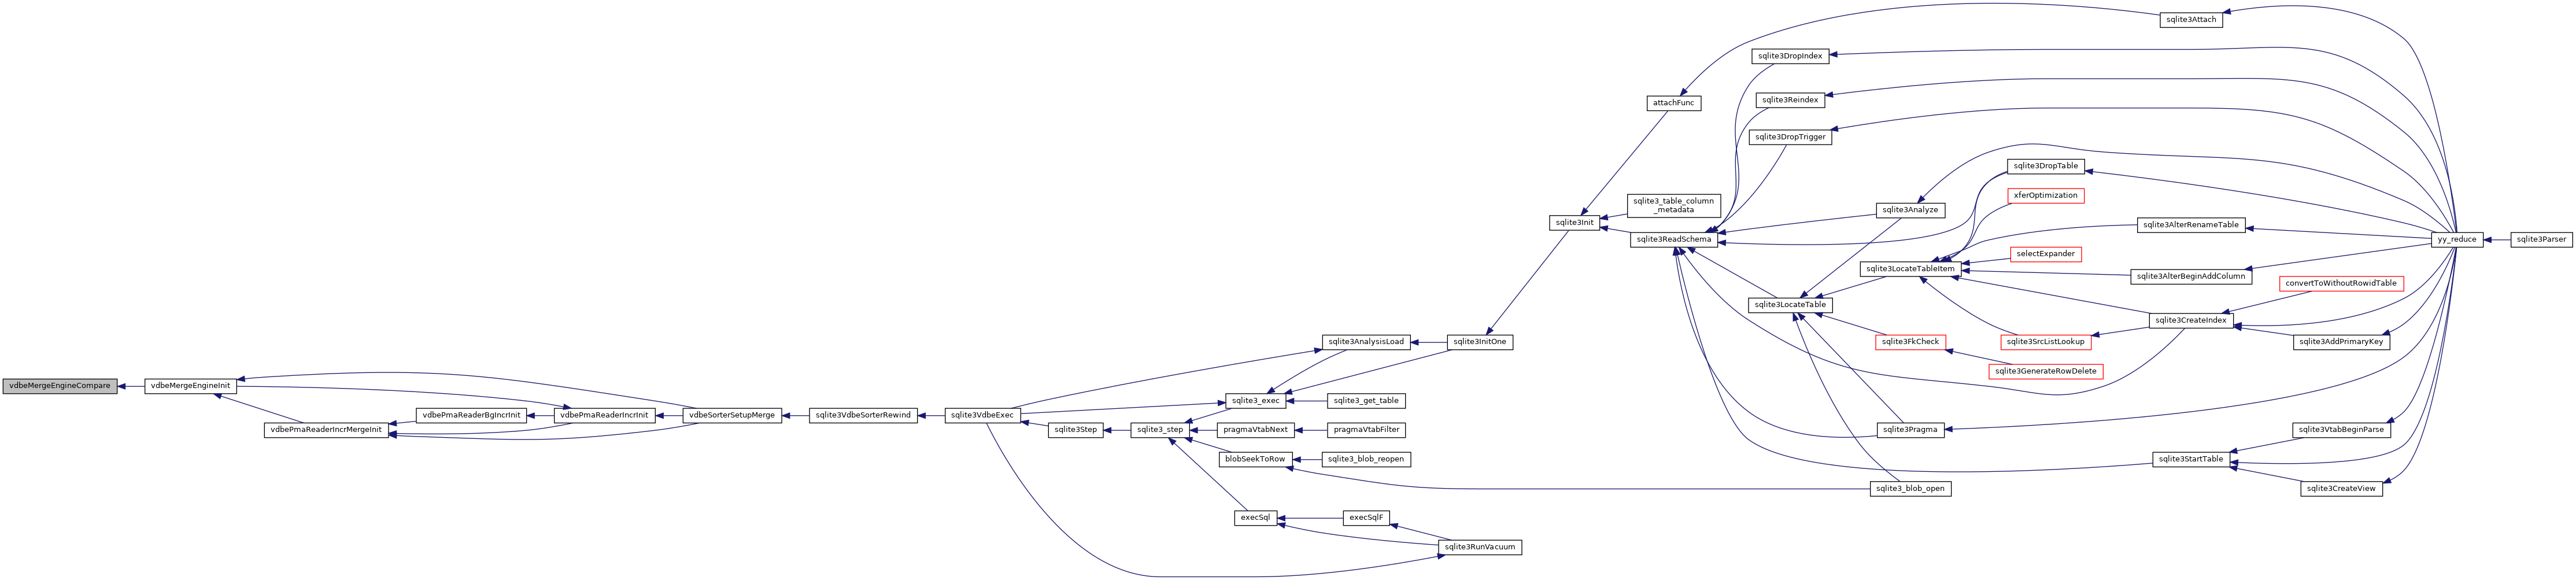 vdbeMergeEngineCompare
vdbeMergeEngineInit
vdbePmaReaderIncrMergeInit
vdbePmaReaderBgIncrInit
vdbePmaReaderIncrInit
vdbeSorterSetupMerge
sqlite3VdbeSorterRewind
sqlite3VdbeExec
sqlite3AnalysisLoad
sqlite3Step
sqlite3_step
sqlite3_exec
pragmaVtabNext
blobSeekToRow
execSql
sqlite3_get_table
pragmaVtabFilter
sqlite3_blob_reopen
execSqlF
sqlite3RunVacuum
sqlite3InitOne
sqlite3Init
attachFunc
sqlite3_table_column
_metadata
sqlite3ReadSchema
sqlite3DropIndex
sqlite3Reindex
sqlite3DropTrigger
sqlite3LocateTable
sqlite3Analyze
sqlite3LocateTableItem
sqlite3FkCheck
sqlite3Pragma
sqlite3_blob_open
sqlite3DropTable
xferOptimization
selectExpander
sqlite3SrcListLookup
sqlite3GenerateRowDelete
sqlite3Attach
sqlite3AlterRenameTable
sqlite3AlterBeginAddColumn
sqlite3CreateIndex
sqlite3StartTable
convertToWithoutRowidTable
sqlite3AddPrimaryKey
sqlite3VtabBeginParse
sqlite3CreateView
yy_reduce
sqlite3Parser